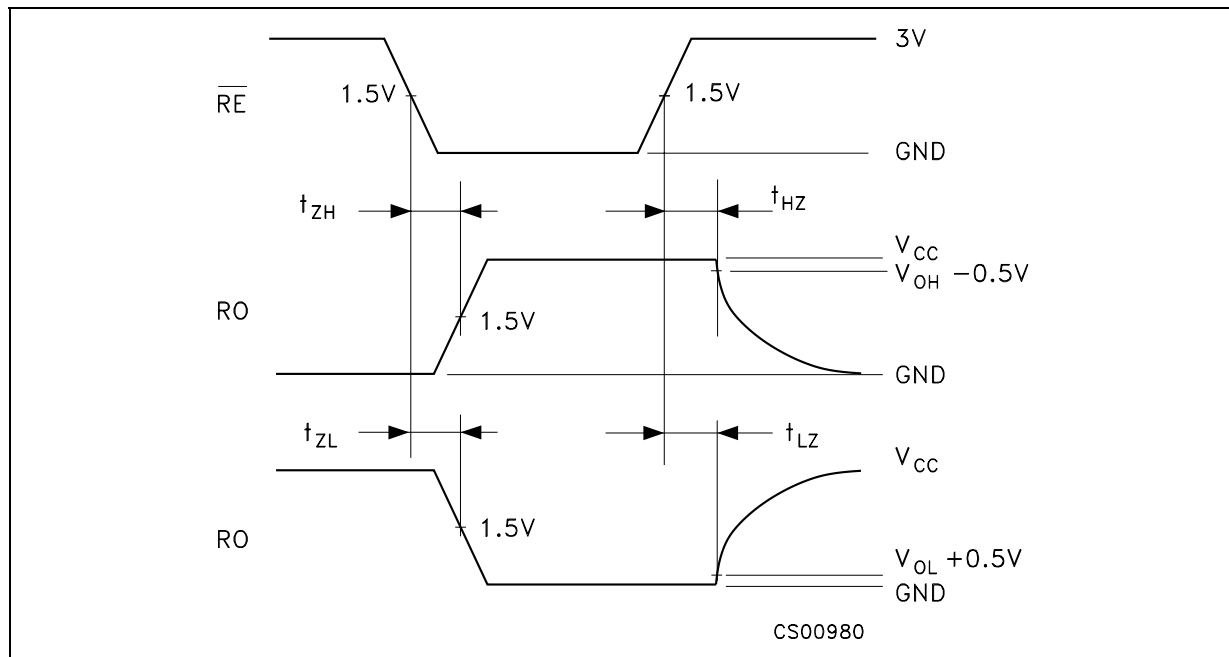 3V
RE
1.5V 1.5V
GND
tZH tHZ
VCC
VOH −0.5V
RO
1.5V
GND
tZL tLZ
VCC
1.5V
RO
VOL +0.5V
GND
CS00980